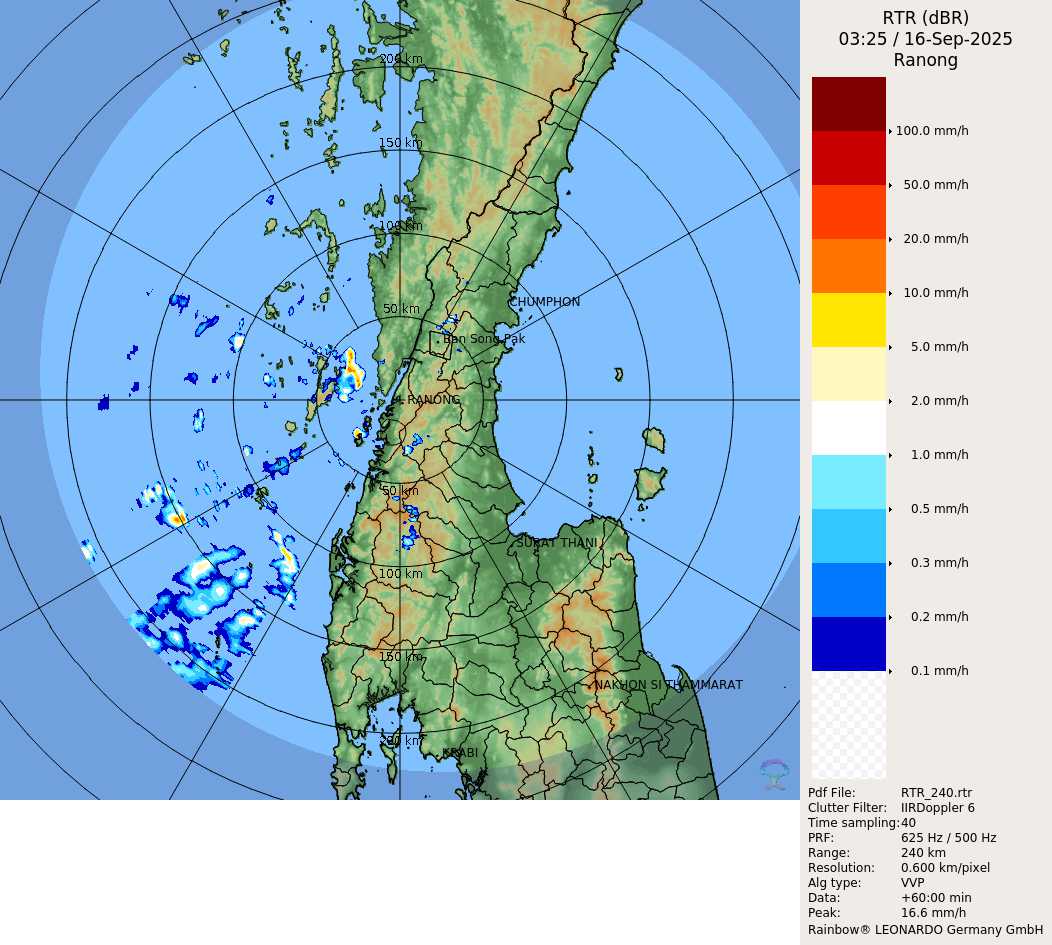 RTR (dBR)
03:25 / 16-Sep-2025
Ranong
100.0 mm/h
50.0 mm/h
20.0 mm/h
10.0 mm/h
5.0 mm/h
2.0 mm/h
1.0 mm/h
0.5 mm/h
0.3 mm/h
0.2 mm/h
0.1 mm/h
200 km
150 km
100 km
50 km
CHUMPHON
Ban Song Pak
RANONG
50 km
SURAT THANI
100 km
150 km
NAKHON SI THAMMARAT
200 km
KRABI
Pdf File: RTR_240.rtr
Clutter Filter: IIRDoppler 6
Time sampling:40
PRF: 625 Hz / 500 Hz
Range: 240 km
Resolution: 0.600 km/pixel
Alg type: VVP
Data: +60:00 min
Peak: 16.6 mm/h
Rainbow® LEONARDO Germany GmbH